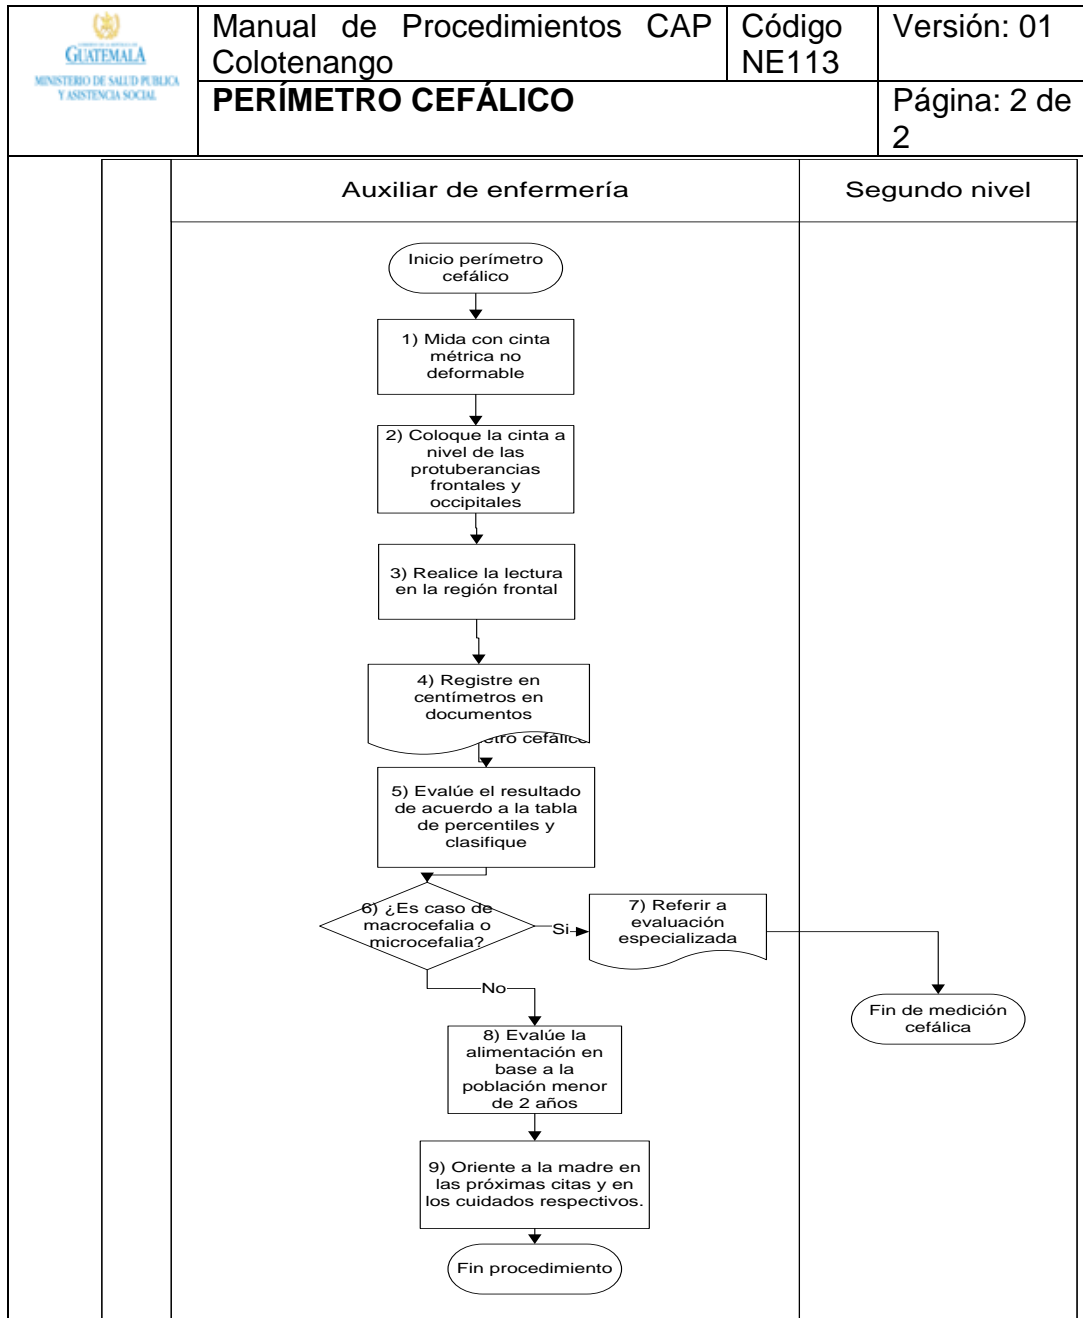 GUATEMALA
MINISTERIO DE SALUD PUBLICA
Y ASISTENCIA SOCIAL
Manual de Procedimientos CAP
Colotenango
Código
NE113
Versión: 01
PERÍMETRO CEFÁLICO
Página: 2 de
2
Auxiliar de enfermería
Segundo nivel
Inicio perímetro
cefálico
1) Mida con cinta
métrica no
deformable
2) Coloque la cinta a
nivel de las
protuberancias
frontales y
occipitales
3) Realice la lectura
en la región frontal
4) Registre en
centímetros en
documentos
etro cefálico
5) Evalúe el resultado
de acuerdo a la tabla
de percentiles y
clasifique
6) ¿Es caso de
macrocefalia o
microcefalia?
Si
7) Referir a
evaluación
especializada
No
Fin de medición
cefálica
8) Evalúe la
alimentación en
base a la
población menor
de 2 años
9) Oriente a la madre en
las próximas citas y en
los cuidados respectivos.
Fin procedimiento